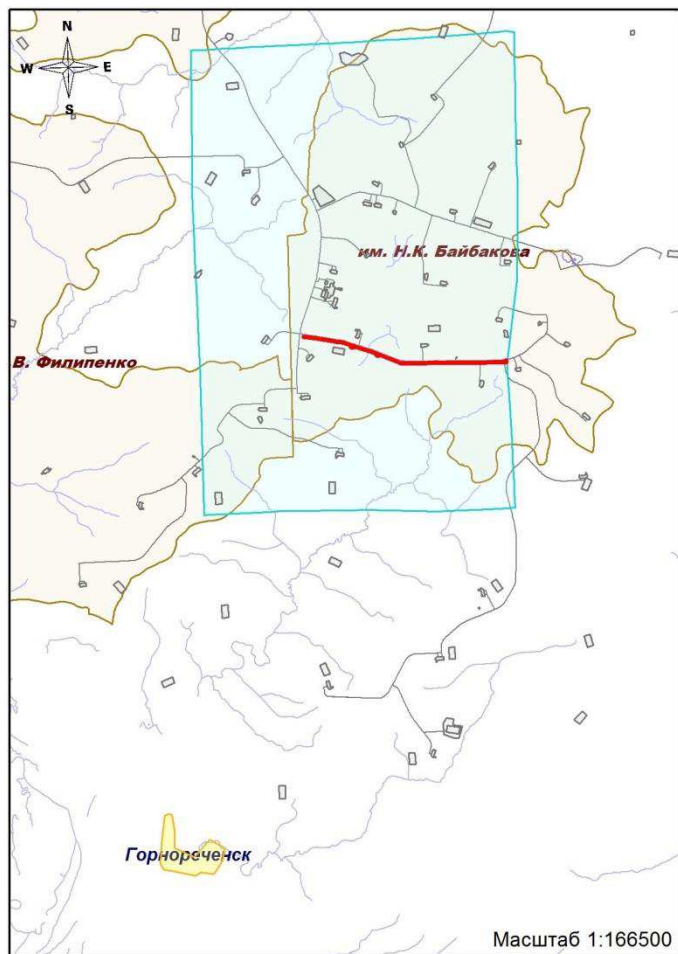 N
W E
S
им. Н.К. Байбакова
В. Филипенко
Горнореченск
Масштаб 1:166500